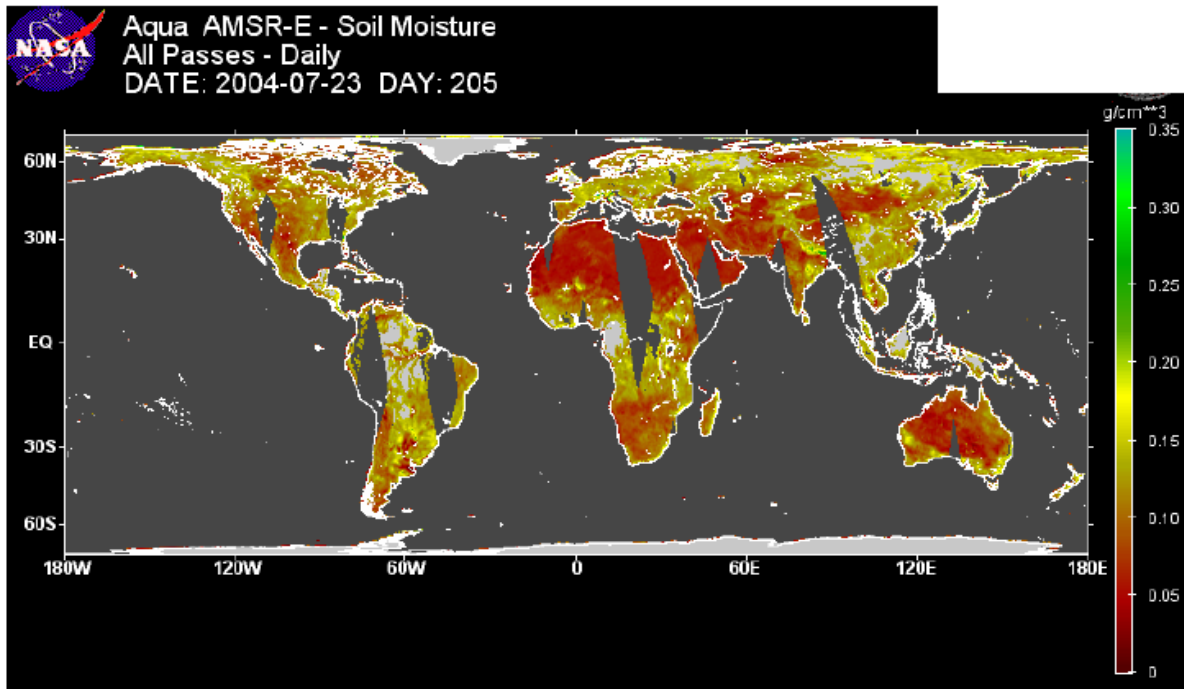 NASA
Aqua AMSR-E - Soil Moisture
All Passes - Daily
DATE: 2004-07-23 DAY: 205
g/cm**3
0.35
0.30
0.25
0.20
0.15
0.10
0.05
0
60N
30N
EQ
30S
60S
180W 120W 60W 0 60E 120E 180E